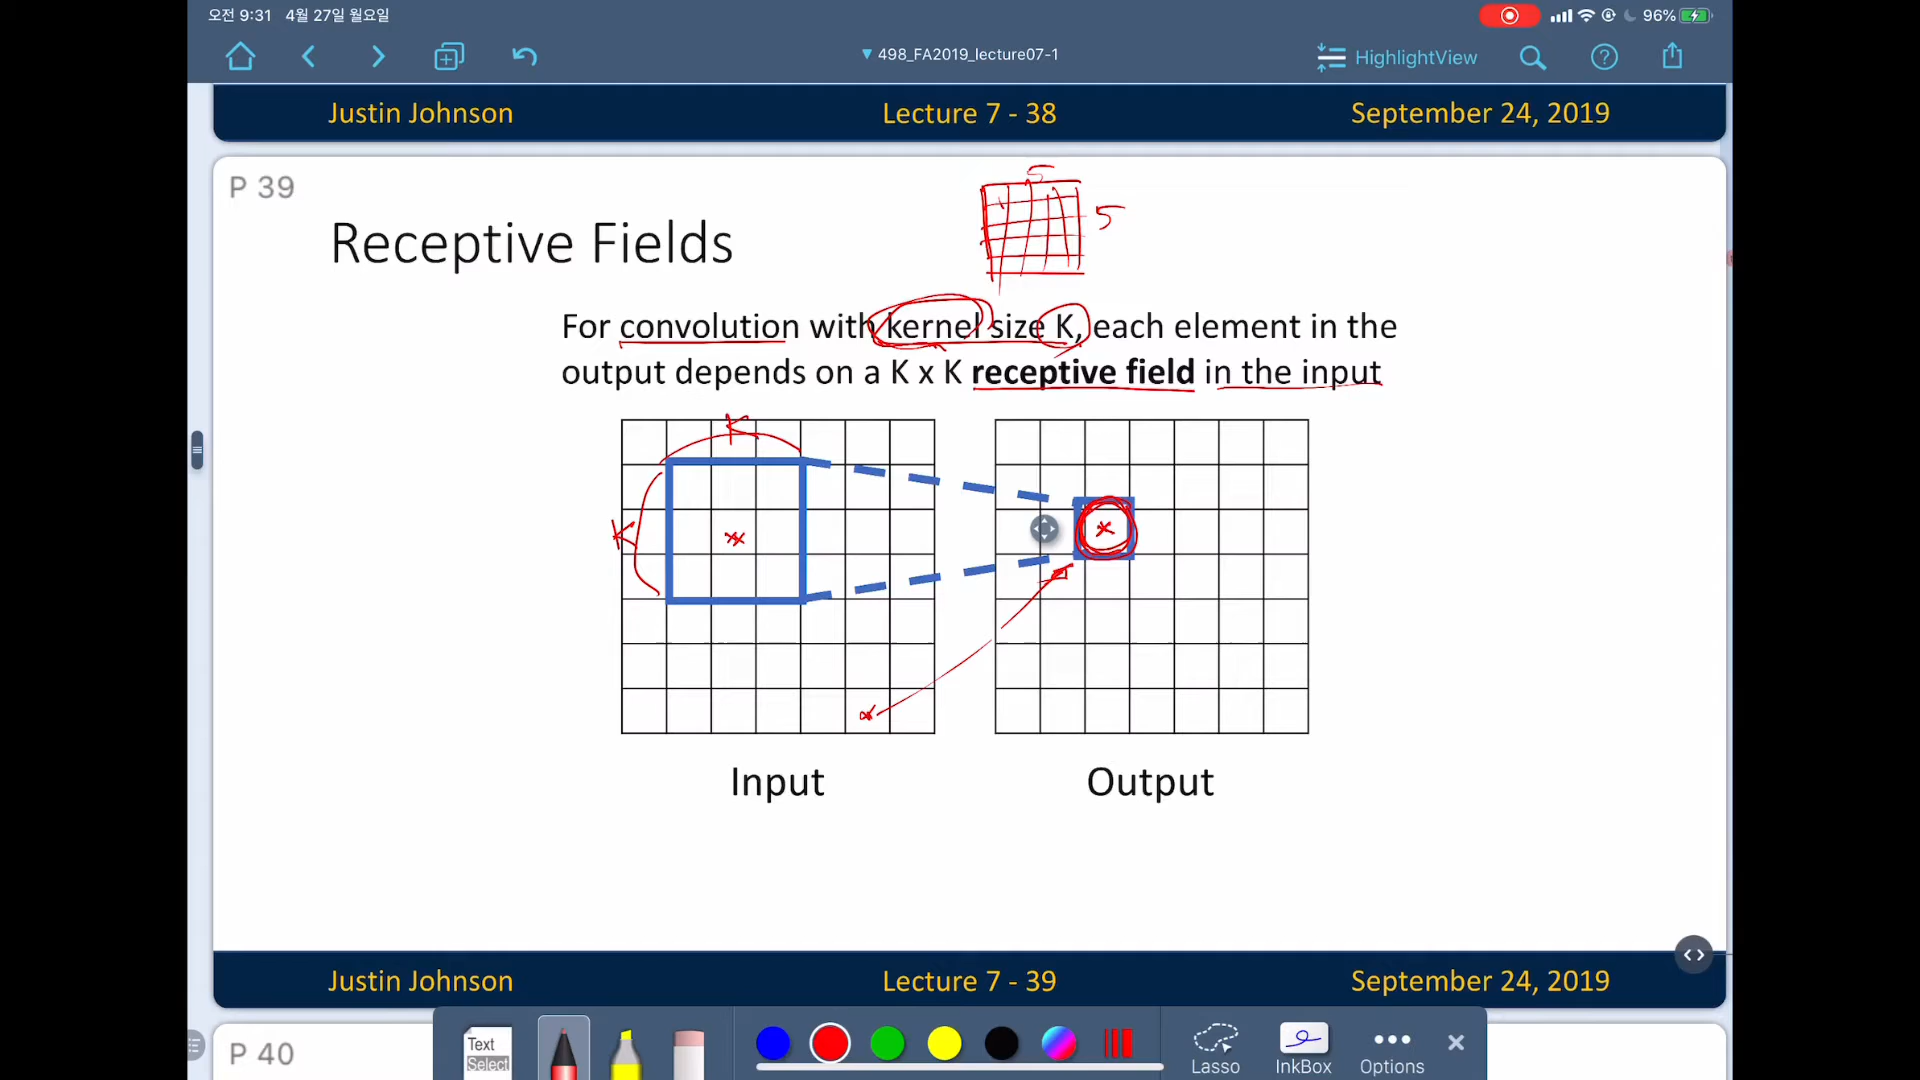 오전 9:31 4월 27일 월요일
96%
498_FA2019_lecture07-1
HighlightView
Justin Johnson Lecture 7 - 38 September 24, 2019
P 39
5
5
Receptive Fields
For convolution with kernel size K, each element in the
output depends on a K x K receptive field in the input
K
K
Input Output
Justin Johnson Lecture 7 - 39 September 24, 2019
P 40
Text
Select
Lasso InkBox Options